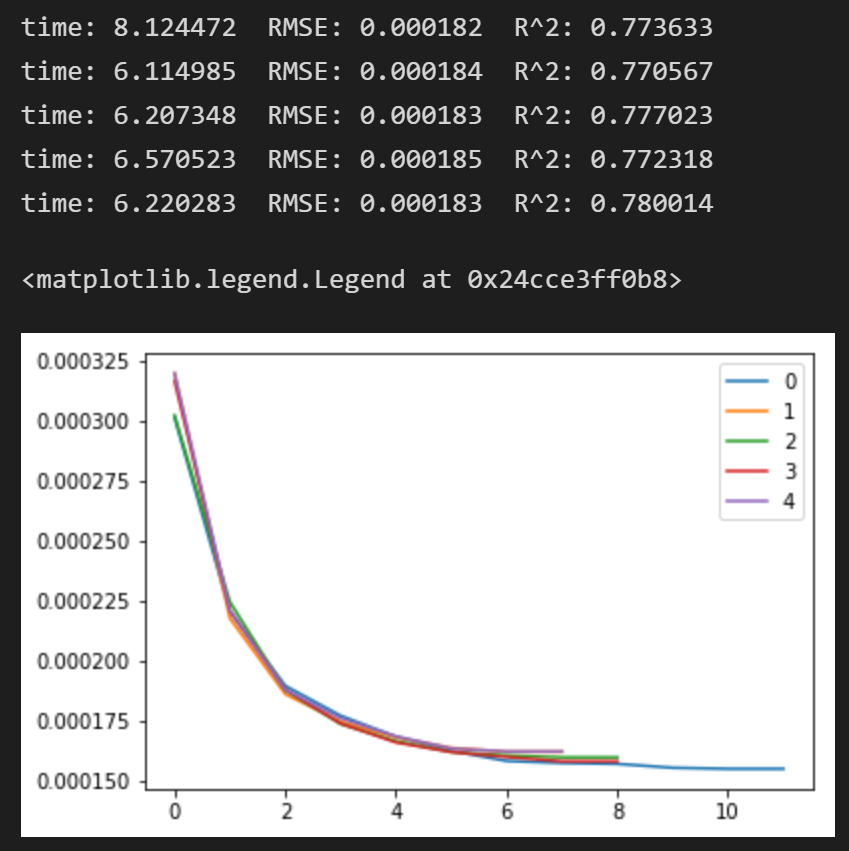 time: 8.124472  RMSE: 0.000182  R^2: 0.773633
time: 6.114985  RMSE: 0.000184  R^2: 0.770567
time: 6.207348  RMSE: 0.000183  R^2: 0.777023
time: 6.570523  RMSE: 0.000185  R^2: 0.772318
time: 6.220283  RMSE: 0.000183  R^2: 0.780014
<matplotlib.legend.Legend at 0x24cce3ff0b8>
0.000325
0.000300
0.000275
0.000250
0.000225
0.000200
0.000175
0.000150
0
1
2
3
4
0 2 4 6 8 10